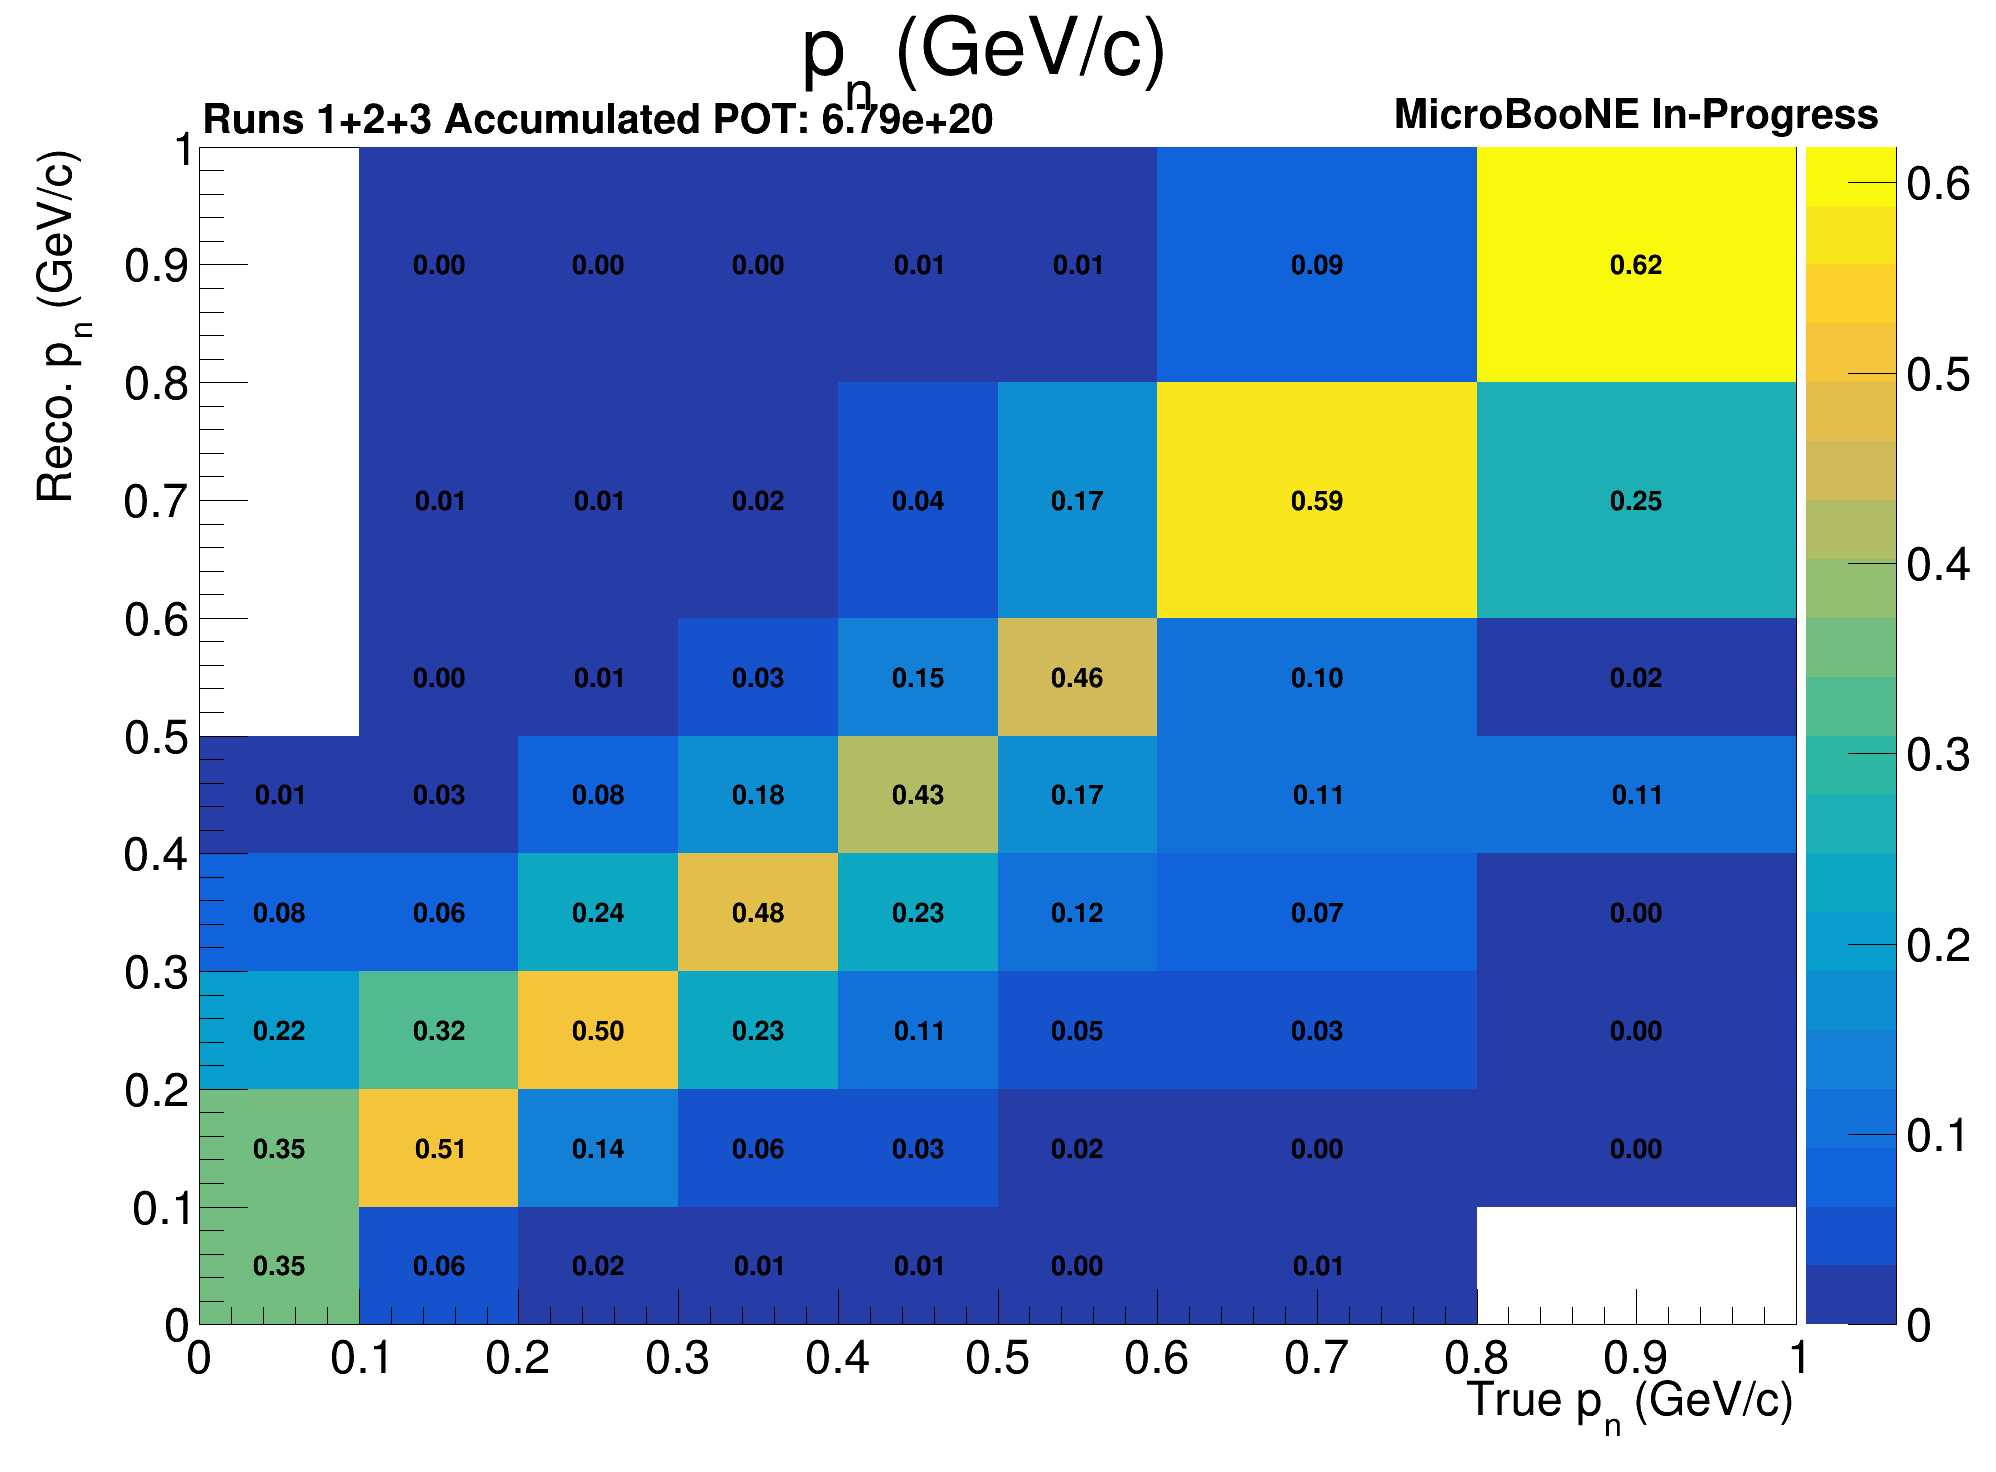 pn (GeV/c)
Runs 1+2+3 Accumulated POT: 6.79e+20
MicroBooNE In-Progress
Reco. pn (GeV/c)
1
0.9
0.8
0.7
0.6
0.5
0.4
0.3
0.2
0.1
0
0.00 0.00 0.00 0.01 0.01 0.09 0.62
0.01 0.01 0.02 0.04 0.17 0.59 0.25
0.00 0.01 0.03 0.15 0.46 0.10 0.02
0.01 0.03 0.08 0.18 0.43 0.17 0.11 0.11
0.08 0.06 0.24 0.48 0.23 0.12 0.07 0.00
0.22 0.32 0.50 0.23 0.11 0.05 0.03 0.00
0.35 0.51 0.14 0.06 0.03 0.02 0.00 0.00
0.35 0.06 0.02 0.01 0.01 0.00 0.01
0 0.1 0.2 0.3 0.4 0.5 0.6 0.7 0.8 0.9 1
True pn (GeV/c)
0.6
0.5
0.4
0.3
0.2
0.1
0